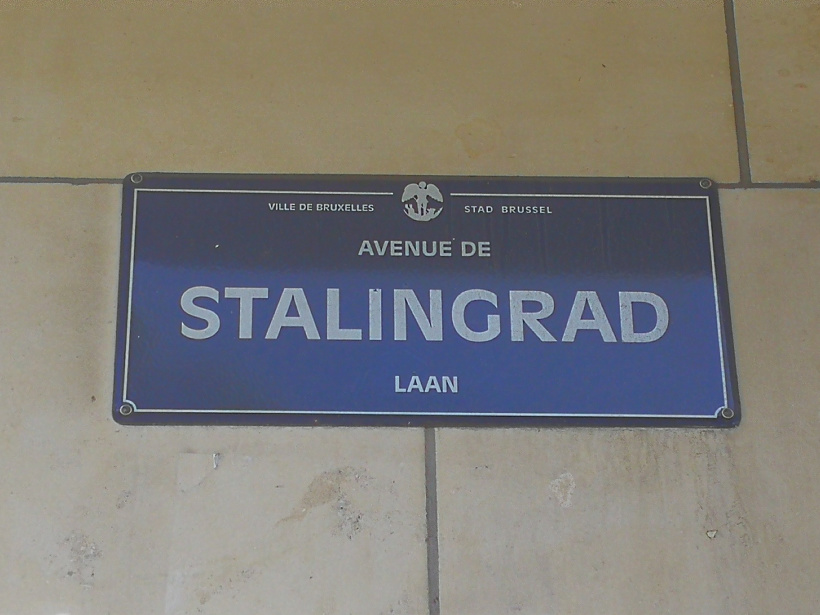 VILLE DE BRUXELLES STAD BRUSSEL
AVENUE DE
STALINGRAD
LAAN